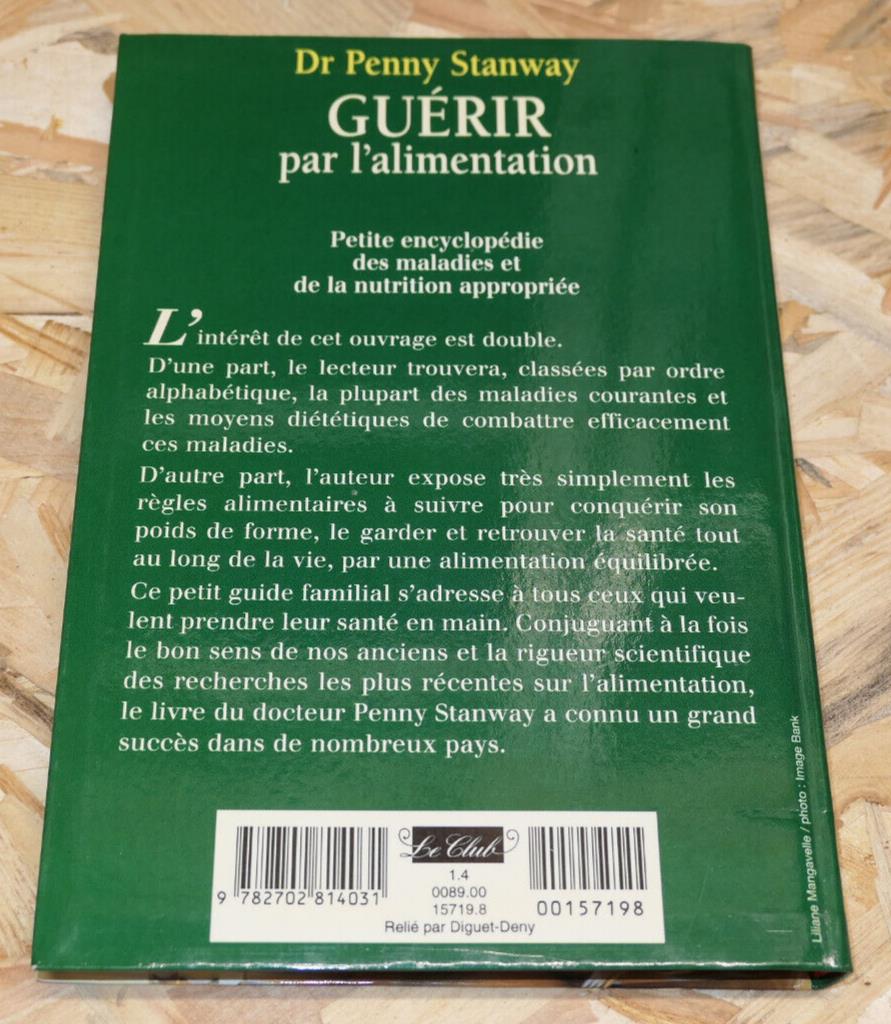 Dr Penny Stanway
GUÉRIR
par l'alimentation
Petite encyclopédie
des maladies et
de la nutrition appropriée
L'intérêt de cet ouvrage est double.
D'une part, le lecteur trouvera, classées par ordre
alphabétique, la plupart des maladies courantes et
les moyens diététiques de combattre efficacement
ces maladies.
D'autre part, l'auteur expose très simplement les
règles alimentaires à suivre pour conquérir son
poids de forme, le garder et retrouver la santé tout
au long de la vie, par une alimentation équilibrée.
Ce petit guide familial s'adresse à tous ceux qui veu-
lent prendre leur santé en main. Conjuguant à la fois
le bon sens de nos anciens et la rigueur scientifique
des recherches les plus récentes sur l'alimentation,
le livre du docteur Penny Stanway a connu un grand
succès dans de nombreux pays.
Liliane Mangavelle / photo : Image Bank
Le Club
1.4
0089.00
15719.8
9 782702 814031
00157198
Relié par Diguet-Deny